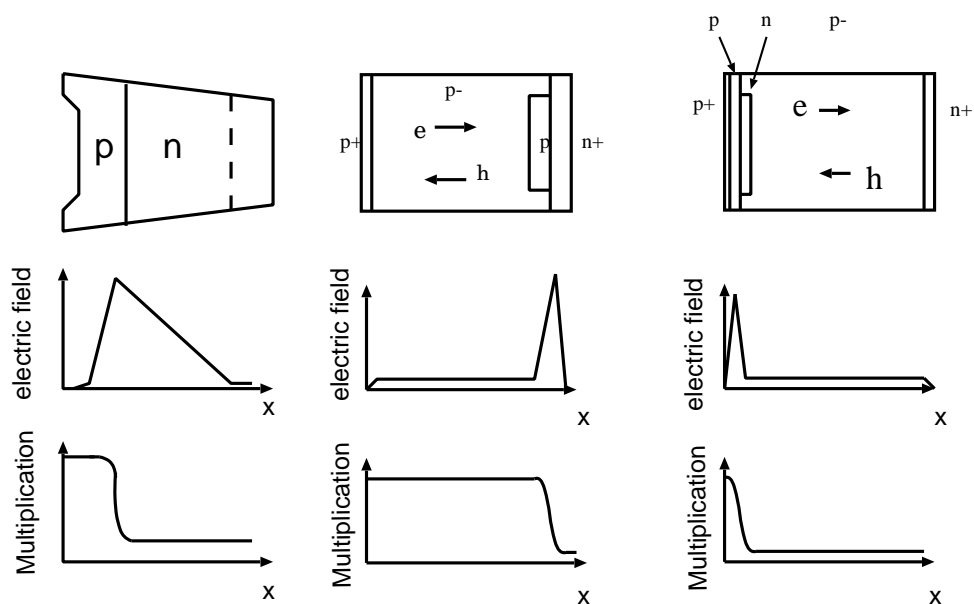 p n
p-
e
h
p+
p
n+
p n p-
e
h
p+
n+
electric field
x
electric field
x
electric field
x
Multiplication
x
Multiplication
x
Multiplication
x